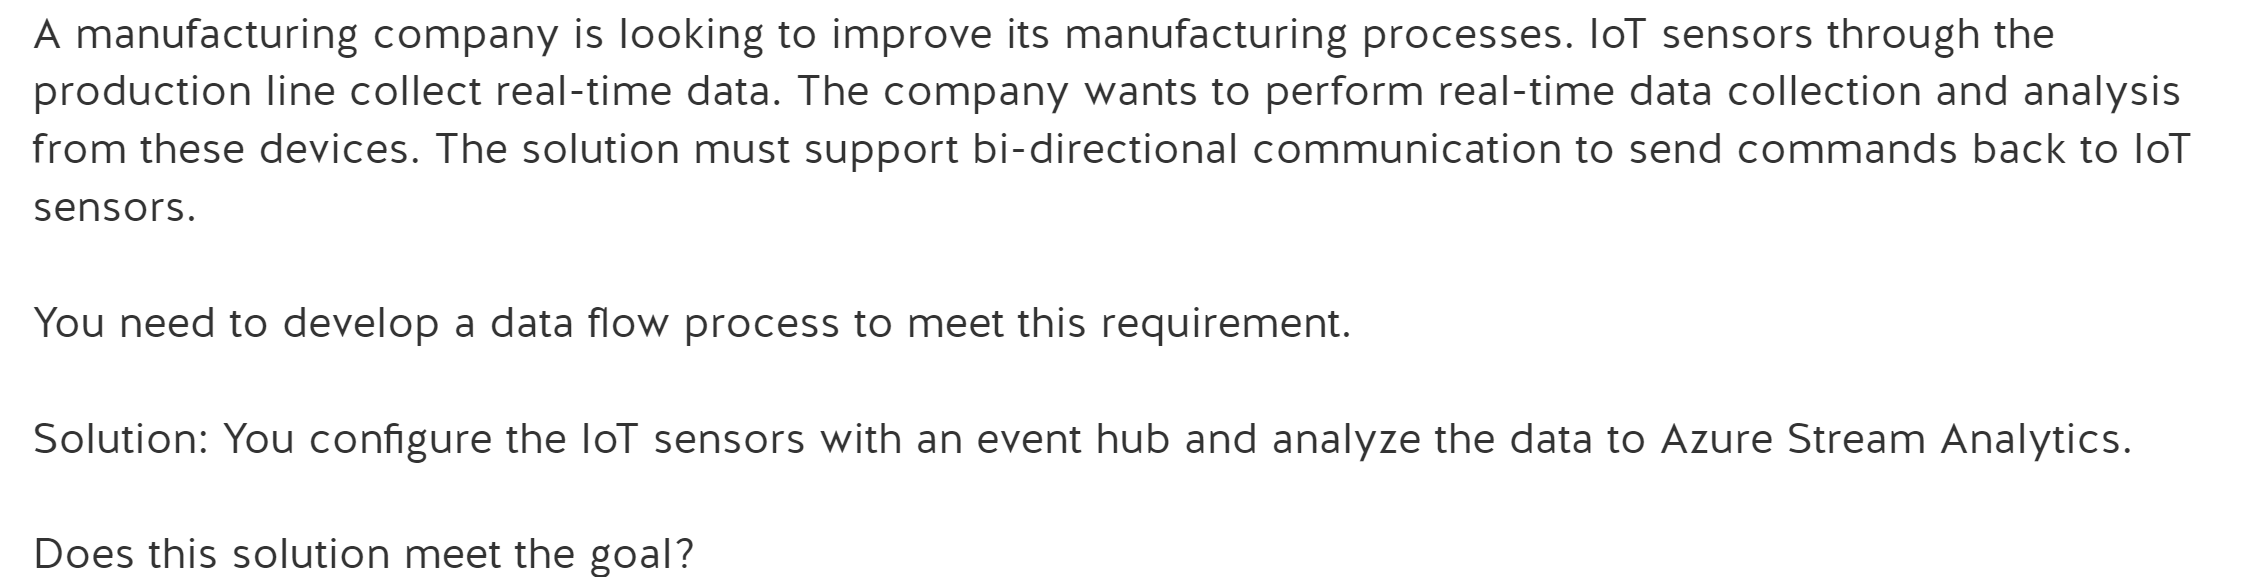 A manufacturing company is looking to improve its manufacturing processes. IoT sensors through the
production line collect real-time data. The company wants to perform real-time data collection and analysis
from these devices. The solution must support bi-directional communication to send commands back to IoT
sensors.
You need to develop a data flow process to meet this requirement.
Solution: You configure the IoT sensors with an event hub and analyze the data to Azure Stream Analytics.
Does this solution meet the goal?